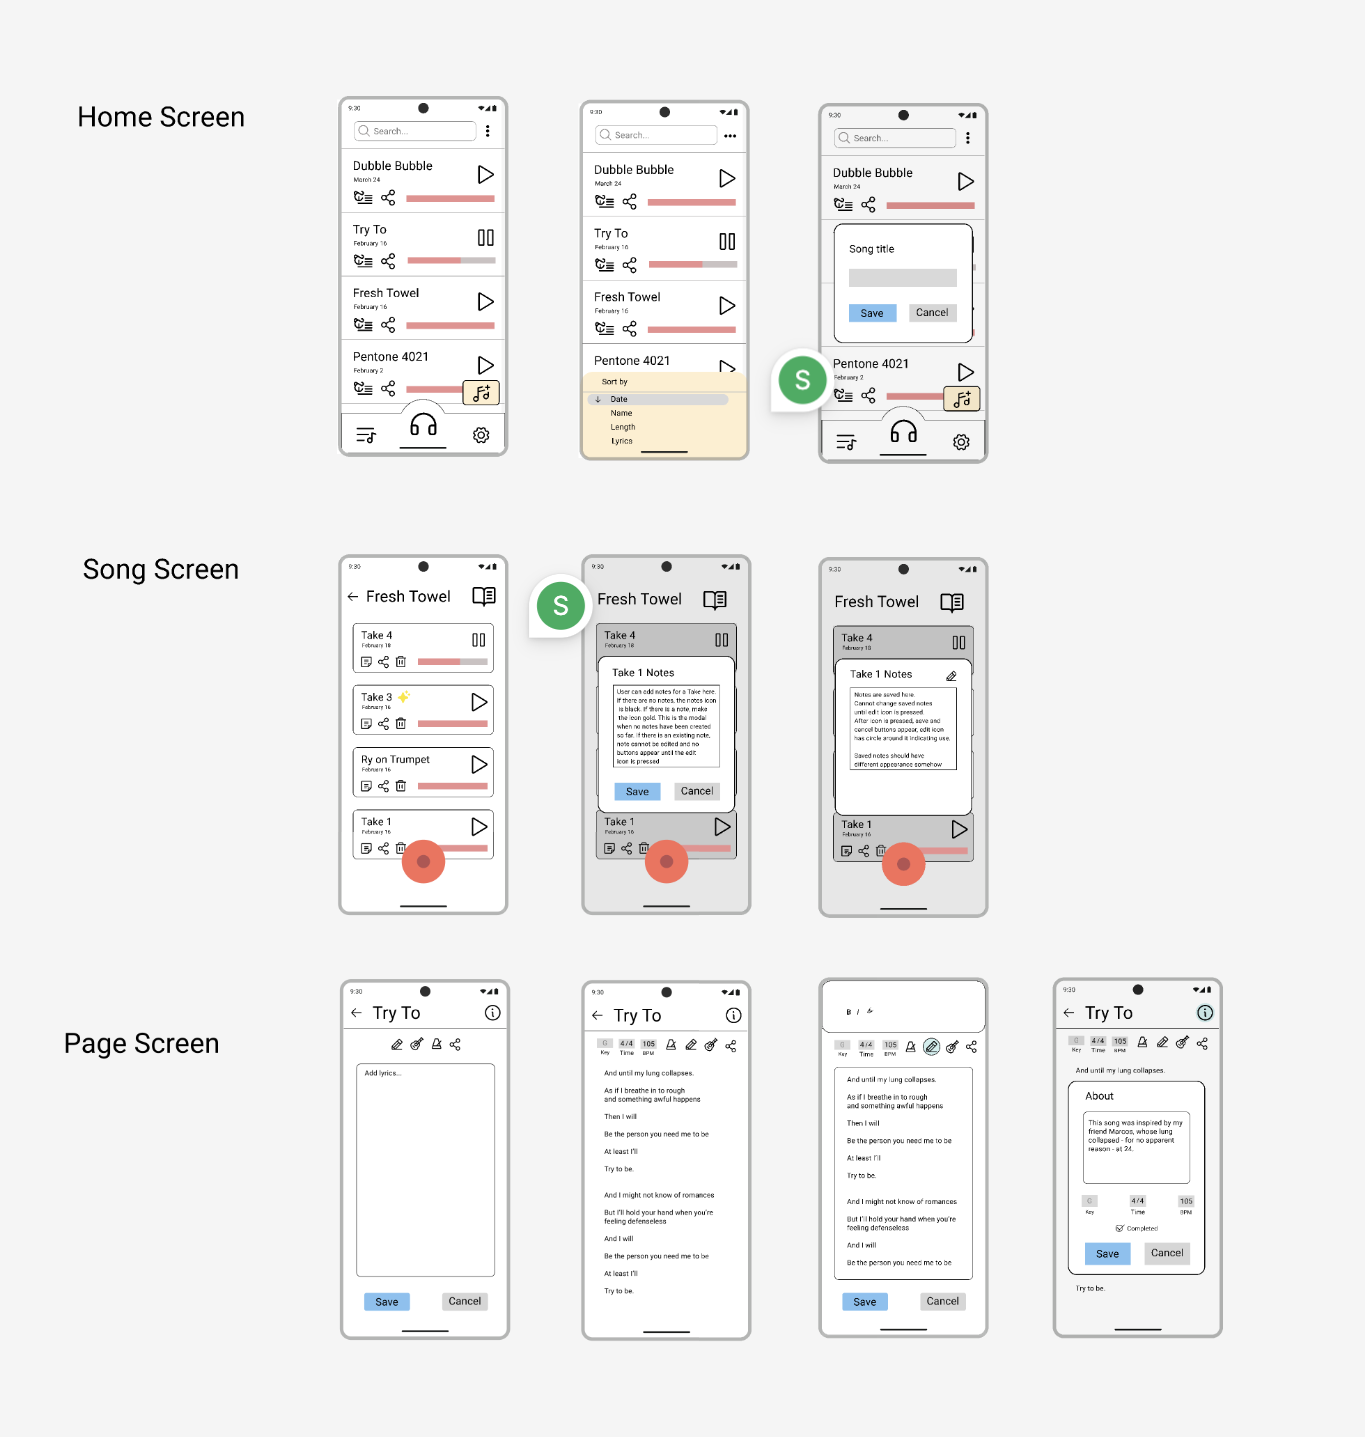 Home Screen
9:30
Search...
Dubble Bubble
March 24
Try To
February 16
Fresh Towel
February 16
Pentone 4021
February 2
9:30
Search...
Dubble Bubble
March 24
Try To
February 16
Fresh Towel
February 16
Pentone 4021
Sort by
Date
Name
Length
Lyrics
9:30
Search...
Dubble Bubble
March 24
Song title
Save
Cancel
S
Pentone 4021
February 2
Song Screen
9:30
Fresh Towel
Take 4
February 18
Take 3
February 16
Ry on Trumpet
February 16
Take 1
February 16
S
9:30
Fresh Towel
Take 4
February 18
Take 1 Notes
User can add notes for a Take here.
If there are no notes, the notes icon
is black. If there is a note, make
the icon gold. This is the modal
when no notes have been created
so far. If there is an existing note,
note cannot be edited and no
buttons appear until the edit
icon is pressed
Save
Cancel
Take 1
February 16
9:30
Fresh Towel
Take 4
February 18
Take 1 Notes
Notes are saved here.
Cannot change saved notes
until edit icon is pressed.
After icon is pressed, save and
cancel buttons appear, edit icon
has circle around it indicating use.
Saved notes should have
different appearance somehow
Take 1
February 16
Page Screen
9:30
Try To
Add lyrics...
Save
Cancel
9:30
Try To
G
4/4
105
Key
Time
BPM
And until my lung collapses.
As if I breathe in to rough
and something awful happens
Then I will
Be the person you need me to be
At least I'll
Try to be.
And I might not know of romances
But I'll hold your hand when you're
feeling defenseless
And I will
Be the person you need me to be
At least I'll
Try to be.
B I S
G
4/4
105
Key
Time
BPM
And until my lung collapses.
As if I breathe in to rough
and something awful happens
Then I will
Be the person you need me to be
At least I'll
Try to be.
And I might not know of romances
But I'll hold your hand when you're
feeling defenseless
And I will
Be the person you need me to be
Save
Cancel
9:30
Try To
G
4/4
105
Key
Time
BPM
And until my lung collapses.
About
This song was inspired by my
friend Marcos, whose lung
collapsed - for no apparent
reason - at 24.
G
4/4
105
Key
Time
BPM
Completed
Save
Cancel
Try to be.